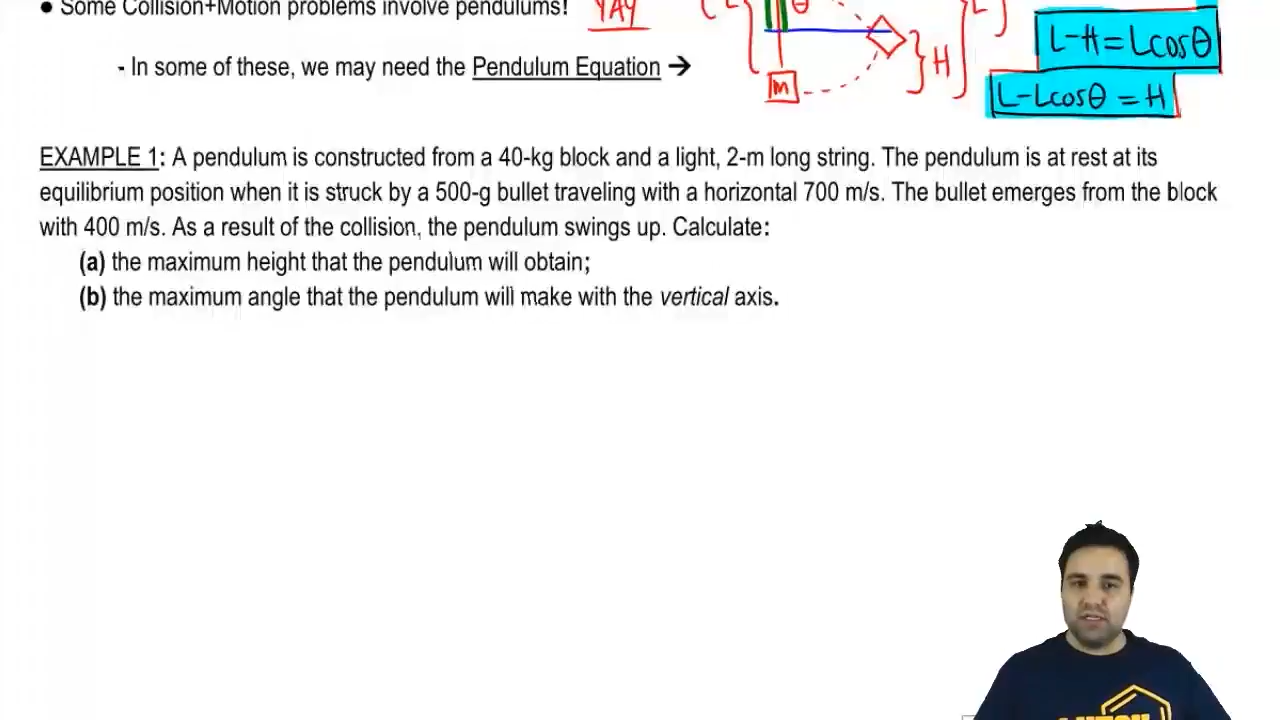 ● Some Collision+Motion problems involve pendulums! YAY
- In some of these, we may need the Pendulum Equation →
L
θ
m
H
L
L-H=Lcosθ
L-Lcosθ=H
EXAMPLE 1: A pendulum is constructed from a 40-kg block and a light, 2-m long string. The pendulum is at rest at its
equilibrium position when it is struck by a 500-g bullet traveling with a horizontal 700 m/s. The bullet emerges from the block
with 400 m/s. As a result of the collision, the pendulum swings up. Calculate:
(a) the maximum height that the pendulum will obtain;
(b) the maximum angle that the pendulum will make with the vertical axis.